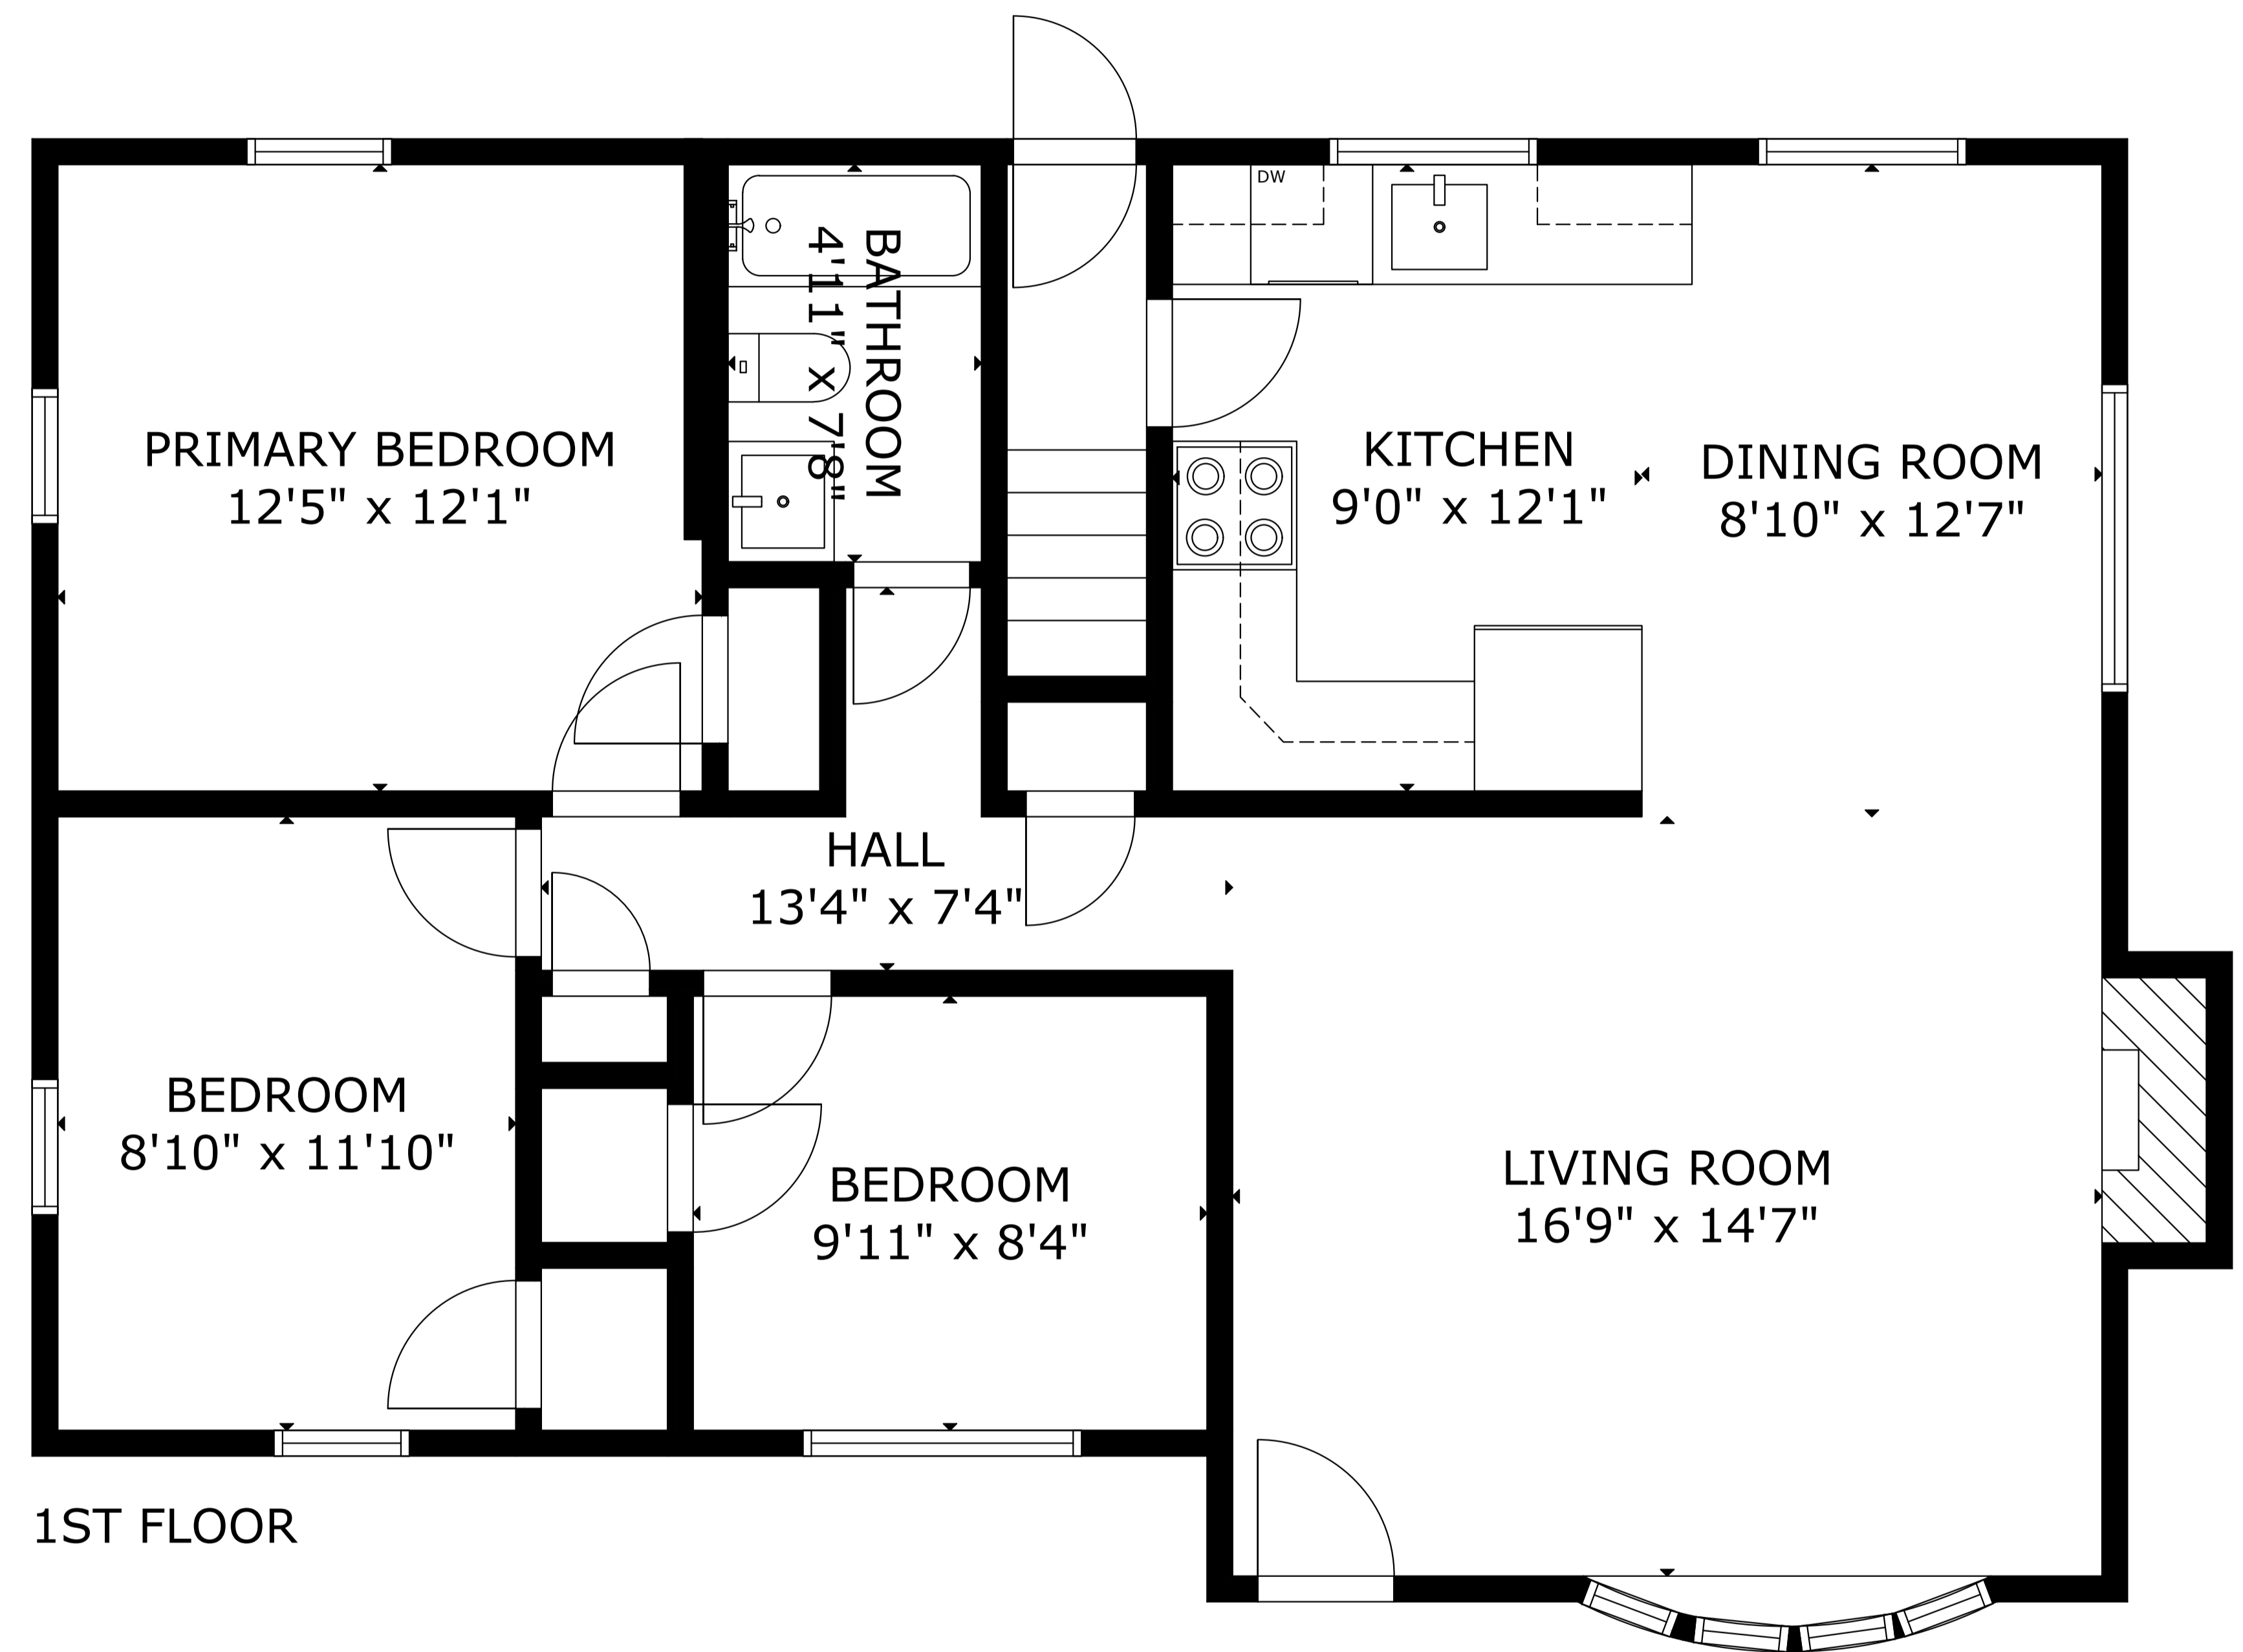 DW
BATHROOM
4'11" x 7'8"
PRIMARY BEDROOM
12'5" x 12'1"
KITCHEN
9'0" x 12'1"
DINING ROOM
8'10" x 12'7"
HALL
13'4" x 7'4"
BEDROOM
8'10" x 11'10"
BEDROOM
9'11" x 8'4"
LIVING ROOM
16'9" x 14'7"
1ST FLOOR